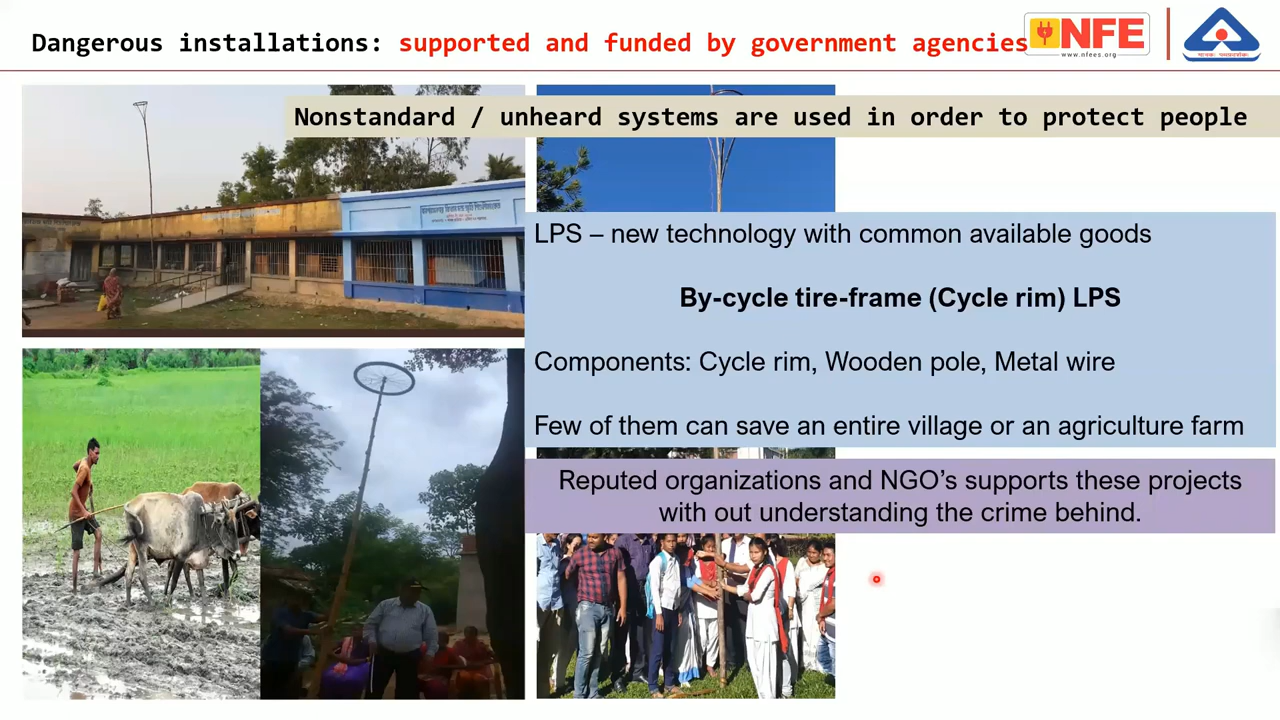 Dangerous installations: supported and funded by government agencies
NFE
www.nfees.org
Nonstandard / unheard systems are used in order to protect people
LPS – new technology with common available goods
By-cycle tire-frame (Cycle rim) LPS
Components: Cycle rim, Wooden pole, Metal wire
Few of them can save an entire village or an agriculture farm
Reputed organizations and NGO's supports these projects
with out understanding the crime behind.